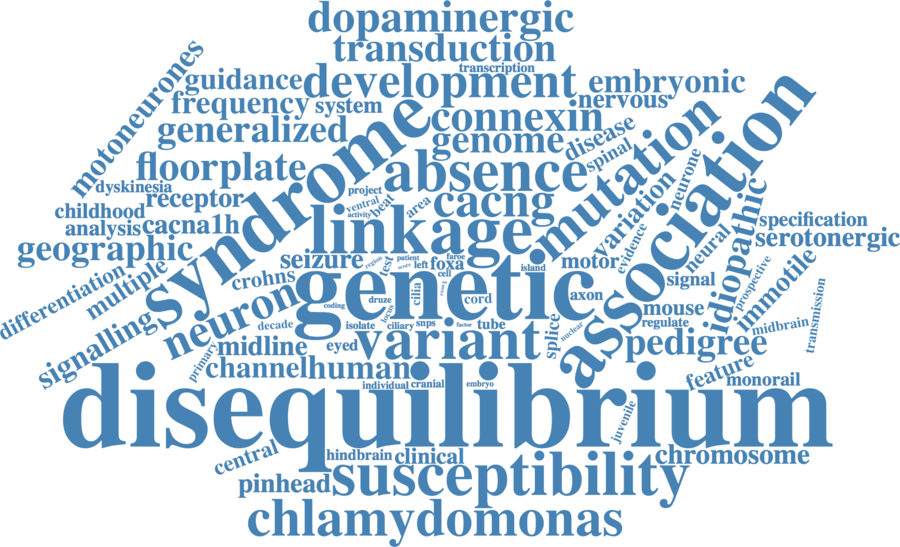 dopaminergic
transduction
transcription
motoneurones
guidance
development
embryonic
frequency
system
nervous
generalized
connexin
genome
disease
spinal
floorplate
syndrome
absence
mutation
association
dyskinesia
receptor
project
ventral
activity
beat
area
cacng
variation
neurone
childhood
analysis
cacna1h
linkage
evidence
neural
idiopathic
specification
serotonergic
geographic
seizure
region
test
patient
score
left
faroe
foxa
cell
island
motor
signal
prospective
immotile
differentiation
multiple
crohns
neuron
genetic
coding
druze
locus
cilia
cord
axon
mouse
regulate
midbrain
transmission
signalling
decade
isolate
ciliary
snps
factor
tube
splice
nuclear
primary
midline
eyed
variant
pedigree
channel
human
individual
cranial
embryo
feature
monorail
disequilibrium
juvenile
central
hindbrain
clinical
chromosome
pinhead
susceptibility
chlamydomonas